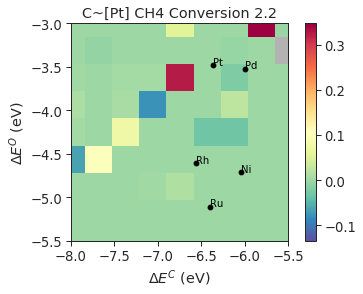 C~[Pt] CH4 Conversion 2.2
ΔE^O (eV)
−3.0
−3.5
−4.0
−4.5
−5.0
−5.5
Pt
Pd
Rh
Ni
Ru
−8.0 −7.5 −7.0 −6.5 −6.0 −5.5
ΔE^C (eV)
0.3
0.2
0.1
0.0
−0.1